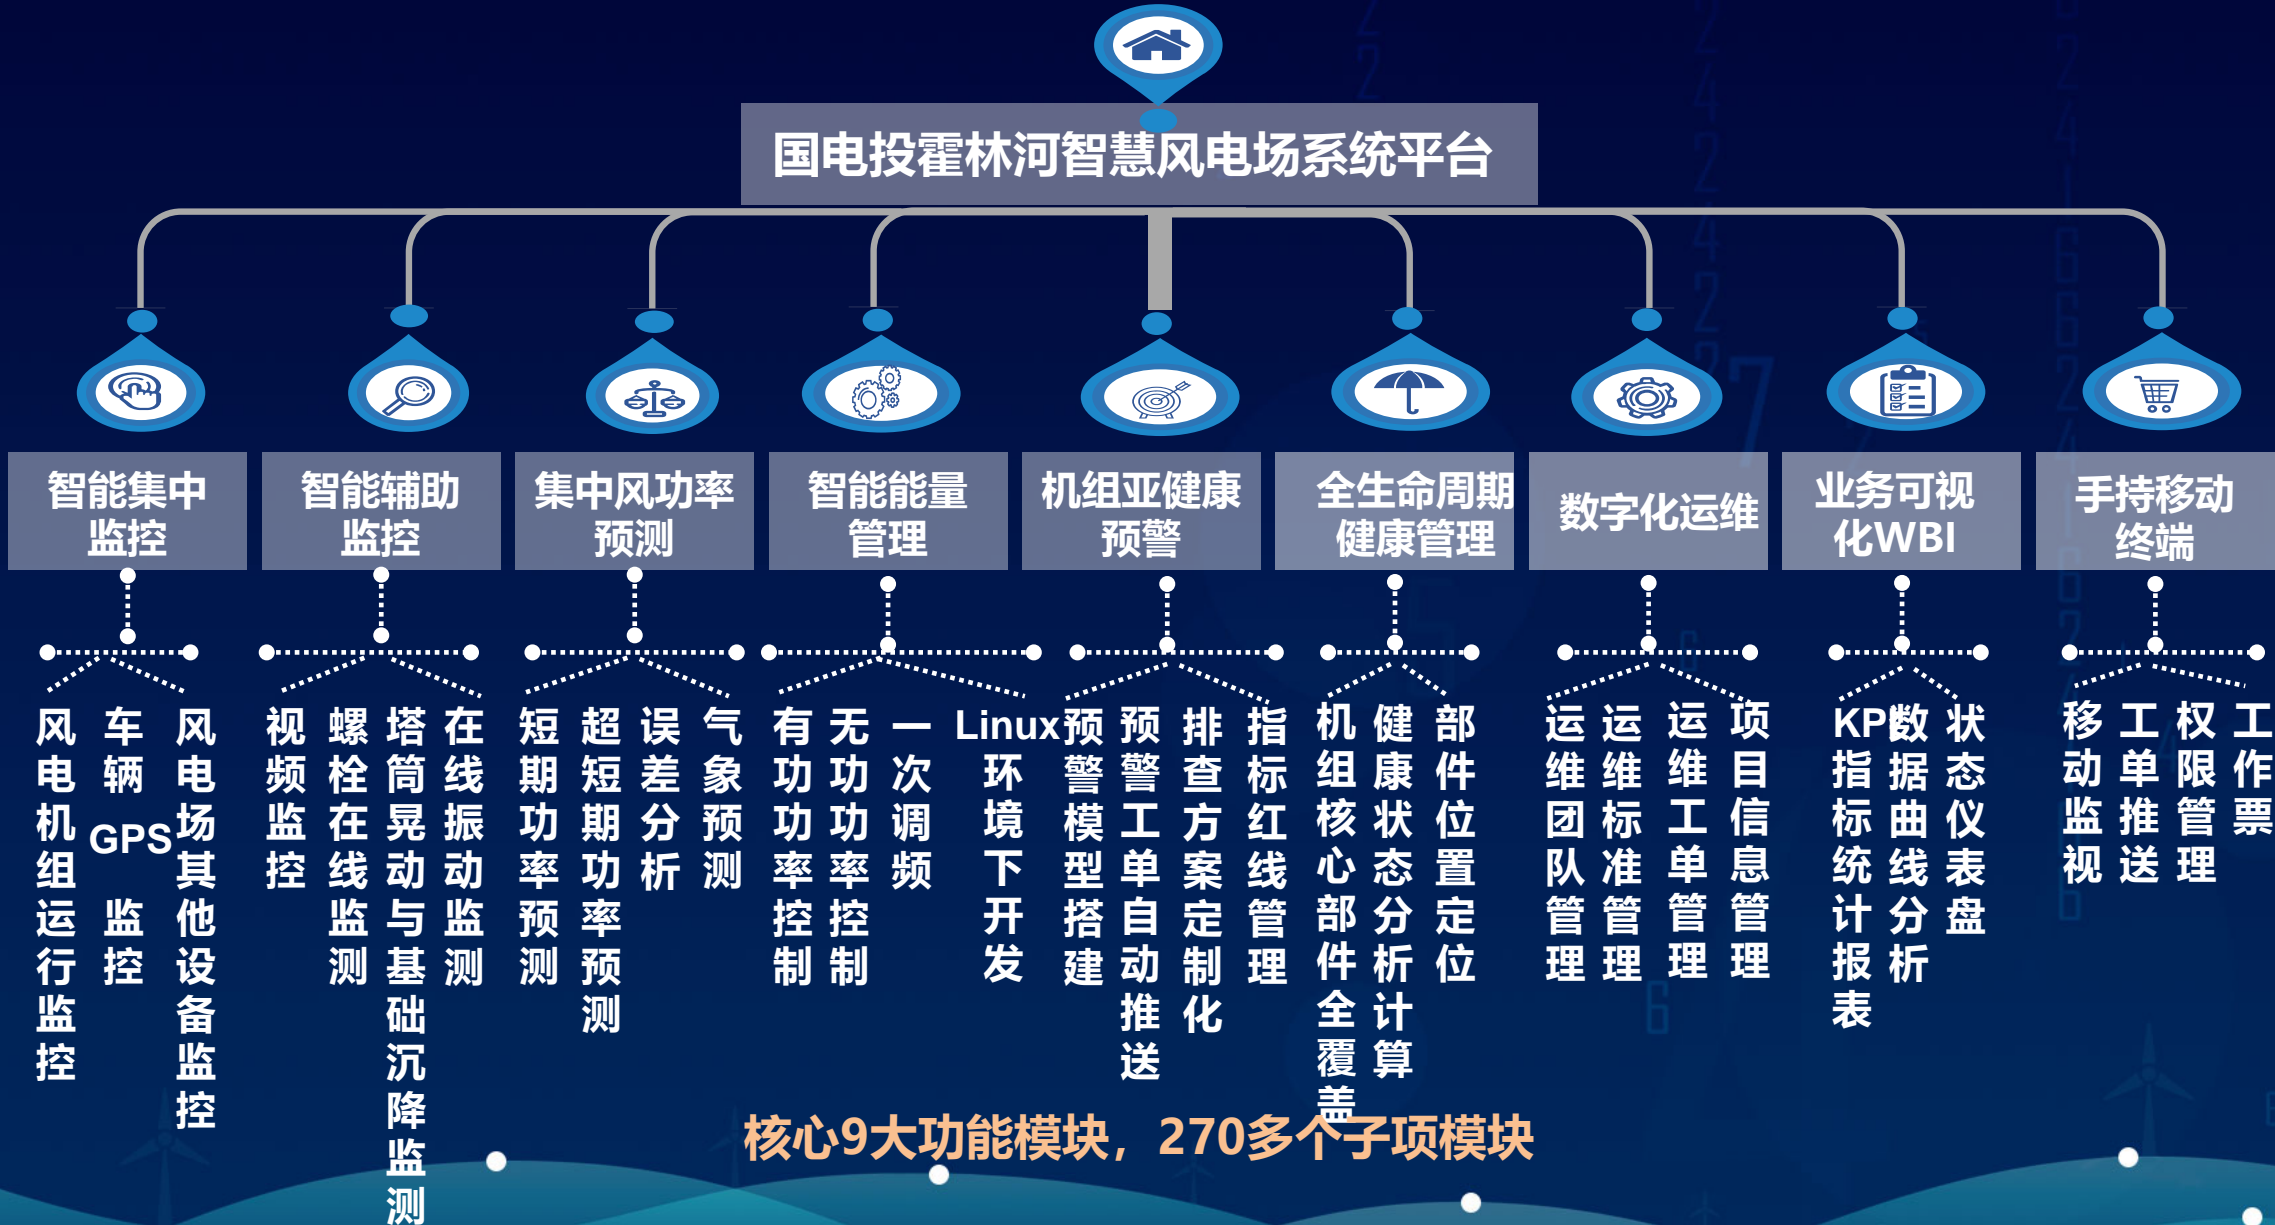 国电投霍林河智慧风电场系统平台
智能集中
监控
智能辅助
监控
集中风功率
预测
智能能量
管理
机组亚健康
预警
全生命周期
健康管理
数字化运维
业务可视
化WBI
手持移动
终端
风电机组运行监控
车辆GPS监控
风电场其他设备监控
视频监控
螺栓在线监测
塔筒晃动与基础沉降监测
在线振动监测
短期功率预测
超短期功率预测
误差分析
气象预测
有功功率控制
无功功率控制
一次调频
Linux环境下开发
预警模型搭建
预警工单自动推送
排查方案定制化
指标红线管理
机组核心部件全覆盖
健康状态分析计算
部件位置定位
运维团队管理
运维标准管理
运维工单管理
项目信息管理
KPI指标统计报表
数据曲线分析
状态仪表盘
移动监视
工单推送
权限管理
工作票
核心9大功能模块，270多个子项模块